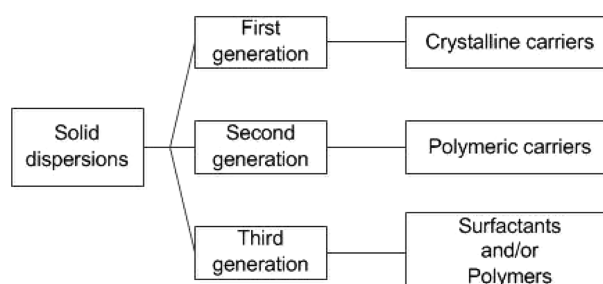 First
generation
Crystalline carriers
Solid
dispersions
Second
generation
Polymeric carriers
Third
generation
Surfactants
and/or
Polymers